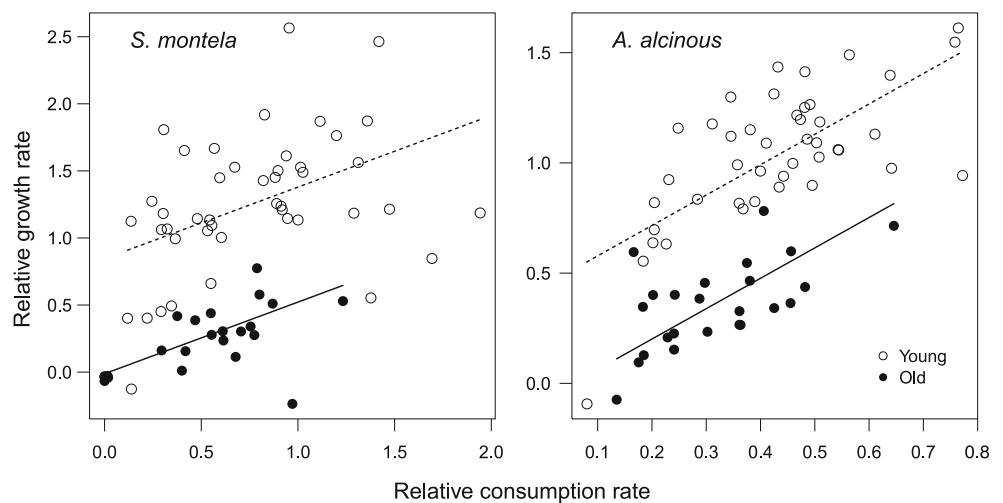 S. montela
A. alcinous
2.5
2.0
1.5
1.0
0.5
0.0
1.5
1.0
0.5
0.0
Relative growth rate
Young
Old
0.0 0.5 1.0 1.5 2.0
0.1 0.2 0.3 0.4 0.5 0.6 0.7 0.8
Relative consumption rate